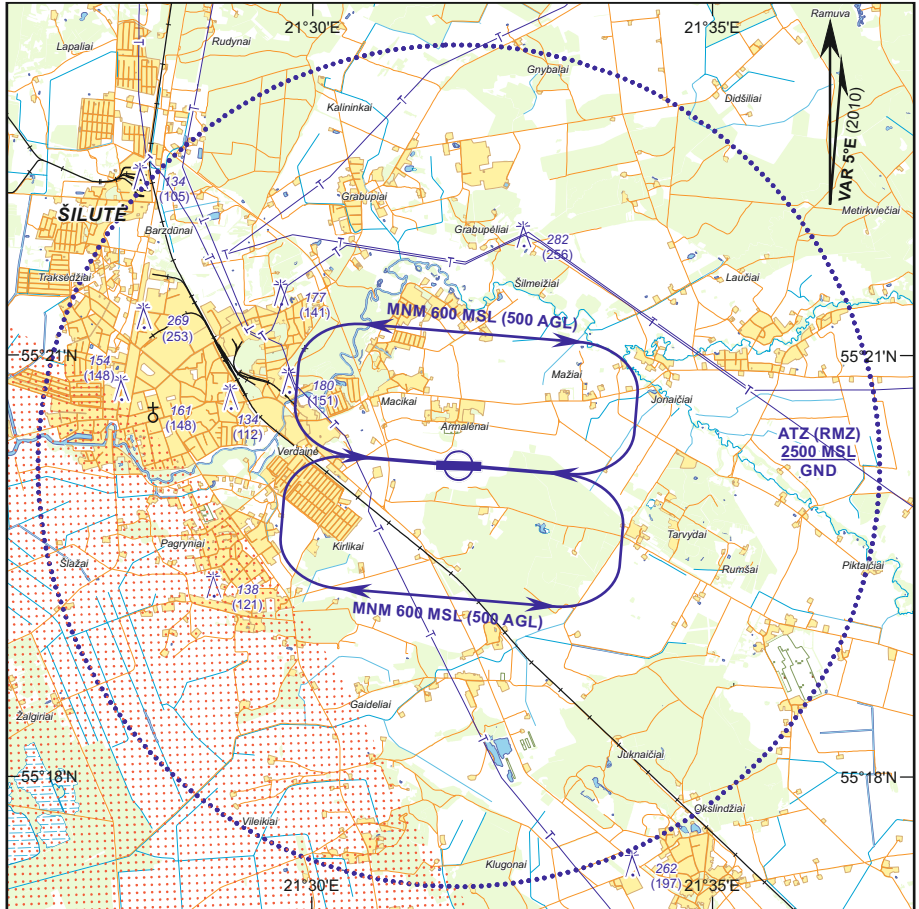 21°30'E
21°35'E
Ramuva
Lapaliai
Rudynai
Gnybalai
Didšiliai
Kalininkai
VAR 5°E (2010)
134
(105)
ŠILUTĖ
Barzdūnai
Grabupiai
Grabupėliai
Metirkviečiai
282
(256)
Traksėdžiai
Laučiai
Šilmeižiai
177
(141)
MNM 600 MSL (500 AGL)
269
(253)
55°21'N
55°21'N
154
(148)
Mažiai
180
(151)
Macikai
Jonaičiai
161
(148)
134
(112)
Armalėnai
ATZ (RMZ)
2500 MSL
GND
Verdainė
Pagryniai
Kirlikai
Tarvydai
Šlažai
Rumšai
Piktaičiai
138
(121)
MNM 600 MSL (500 AGL)
Gaideliai
Žalgiriai
Juknaičiai
55°18'N
55°18'N
Okslindžiai
Vileikiai
Klugonai
262
(197)
21°30'E
21°35'E